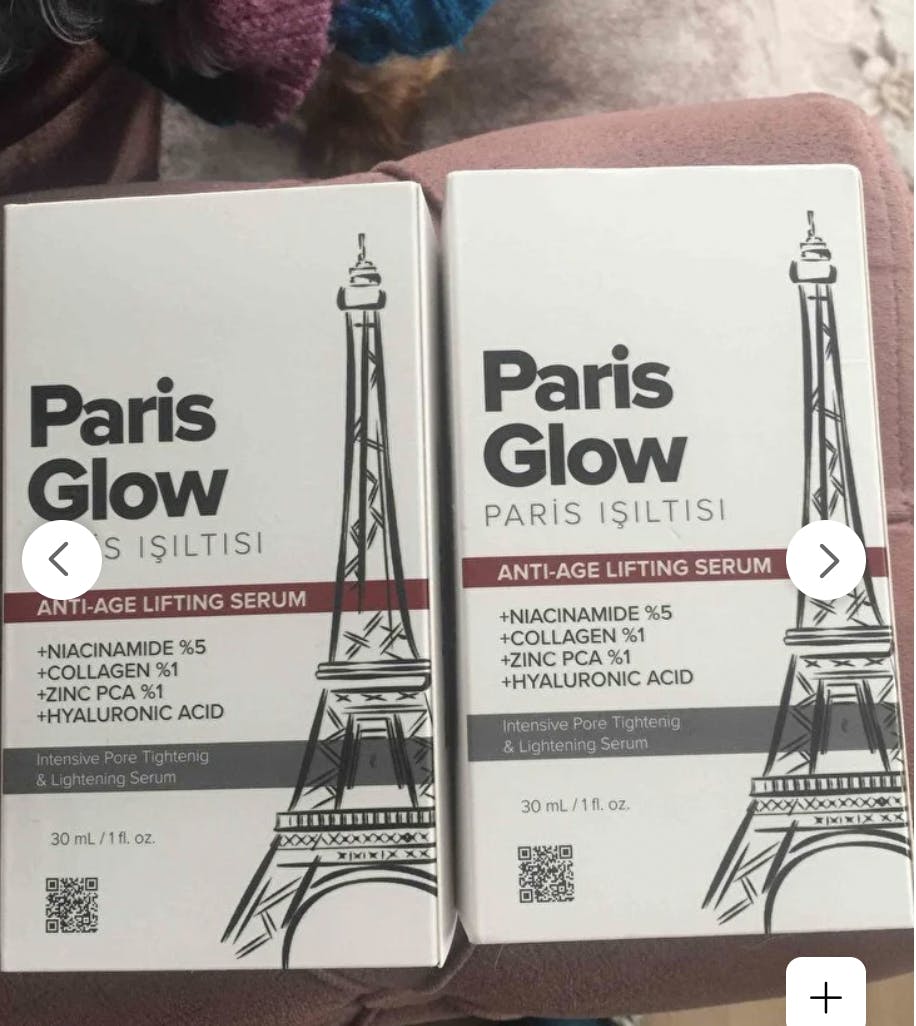 Paris
Glow
S IŞILTISI
ANTI-AGE LIFTING SERUM
+NIACINAMIDE %5
+COLLAGEN %1
+ZINC PCA %1
+HYALURONIC ACID
Intensive Pore Tightenig
& Lightening Serum
30 mL / 1 fl. oz.
Paris
Glow
PARİS IŞILTISI
ANTI-AGE LIFTING SERUM
+NIACINAMIDE %5
+COLLAGEN %1
+ZINC PCA %1
+HYALURONIC ACID
Intensive Pore Tightenig
& Lightening Serum
30 mL / 1 fl. oz.